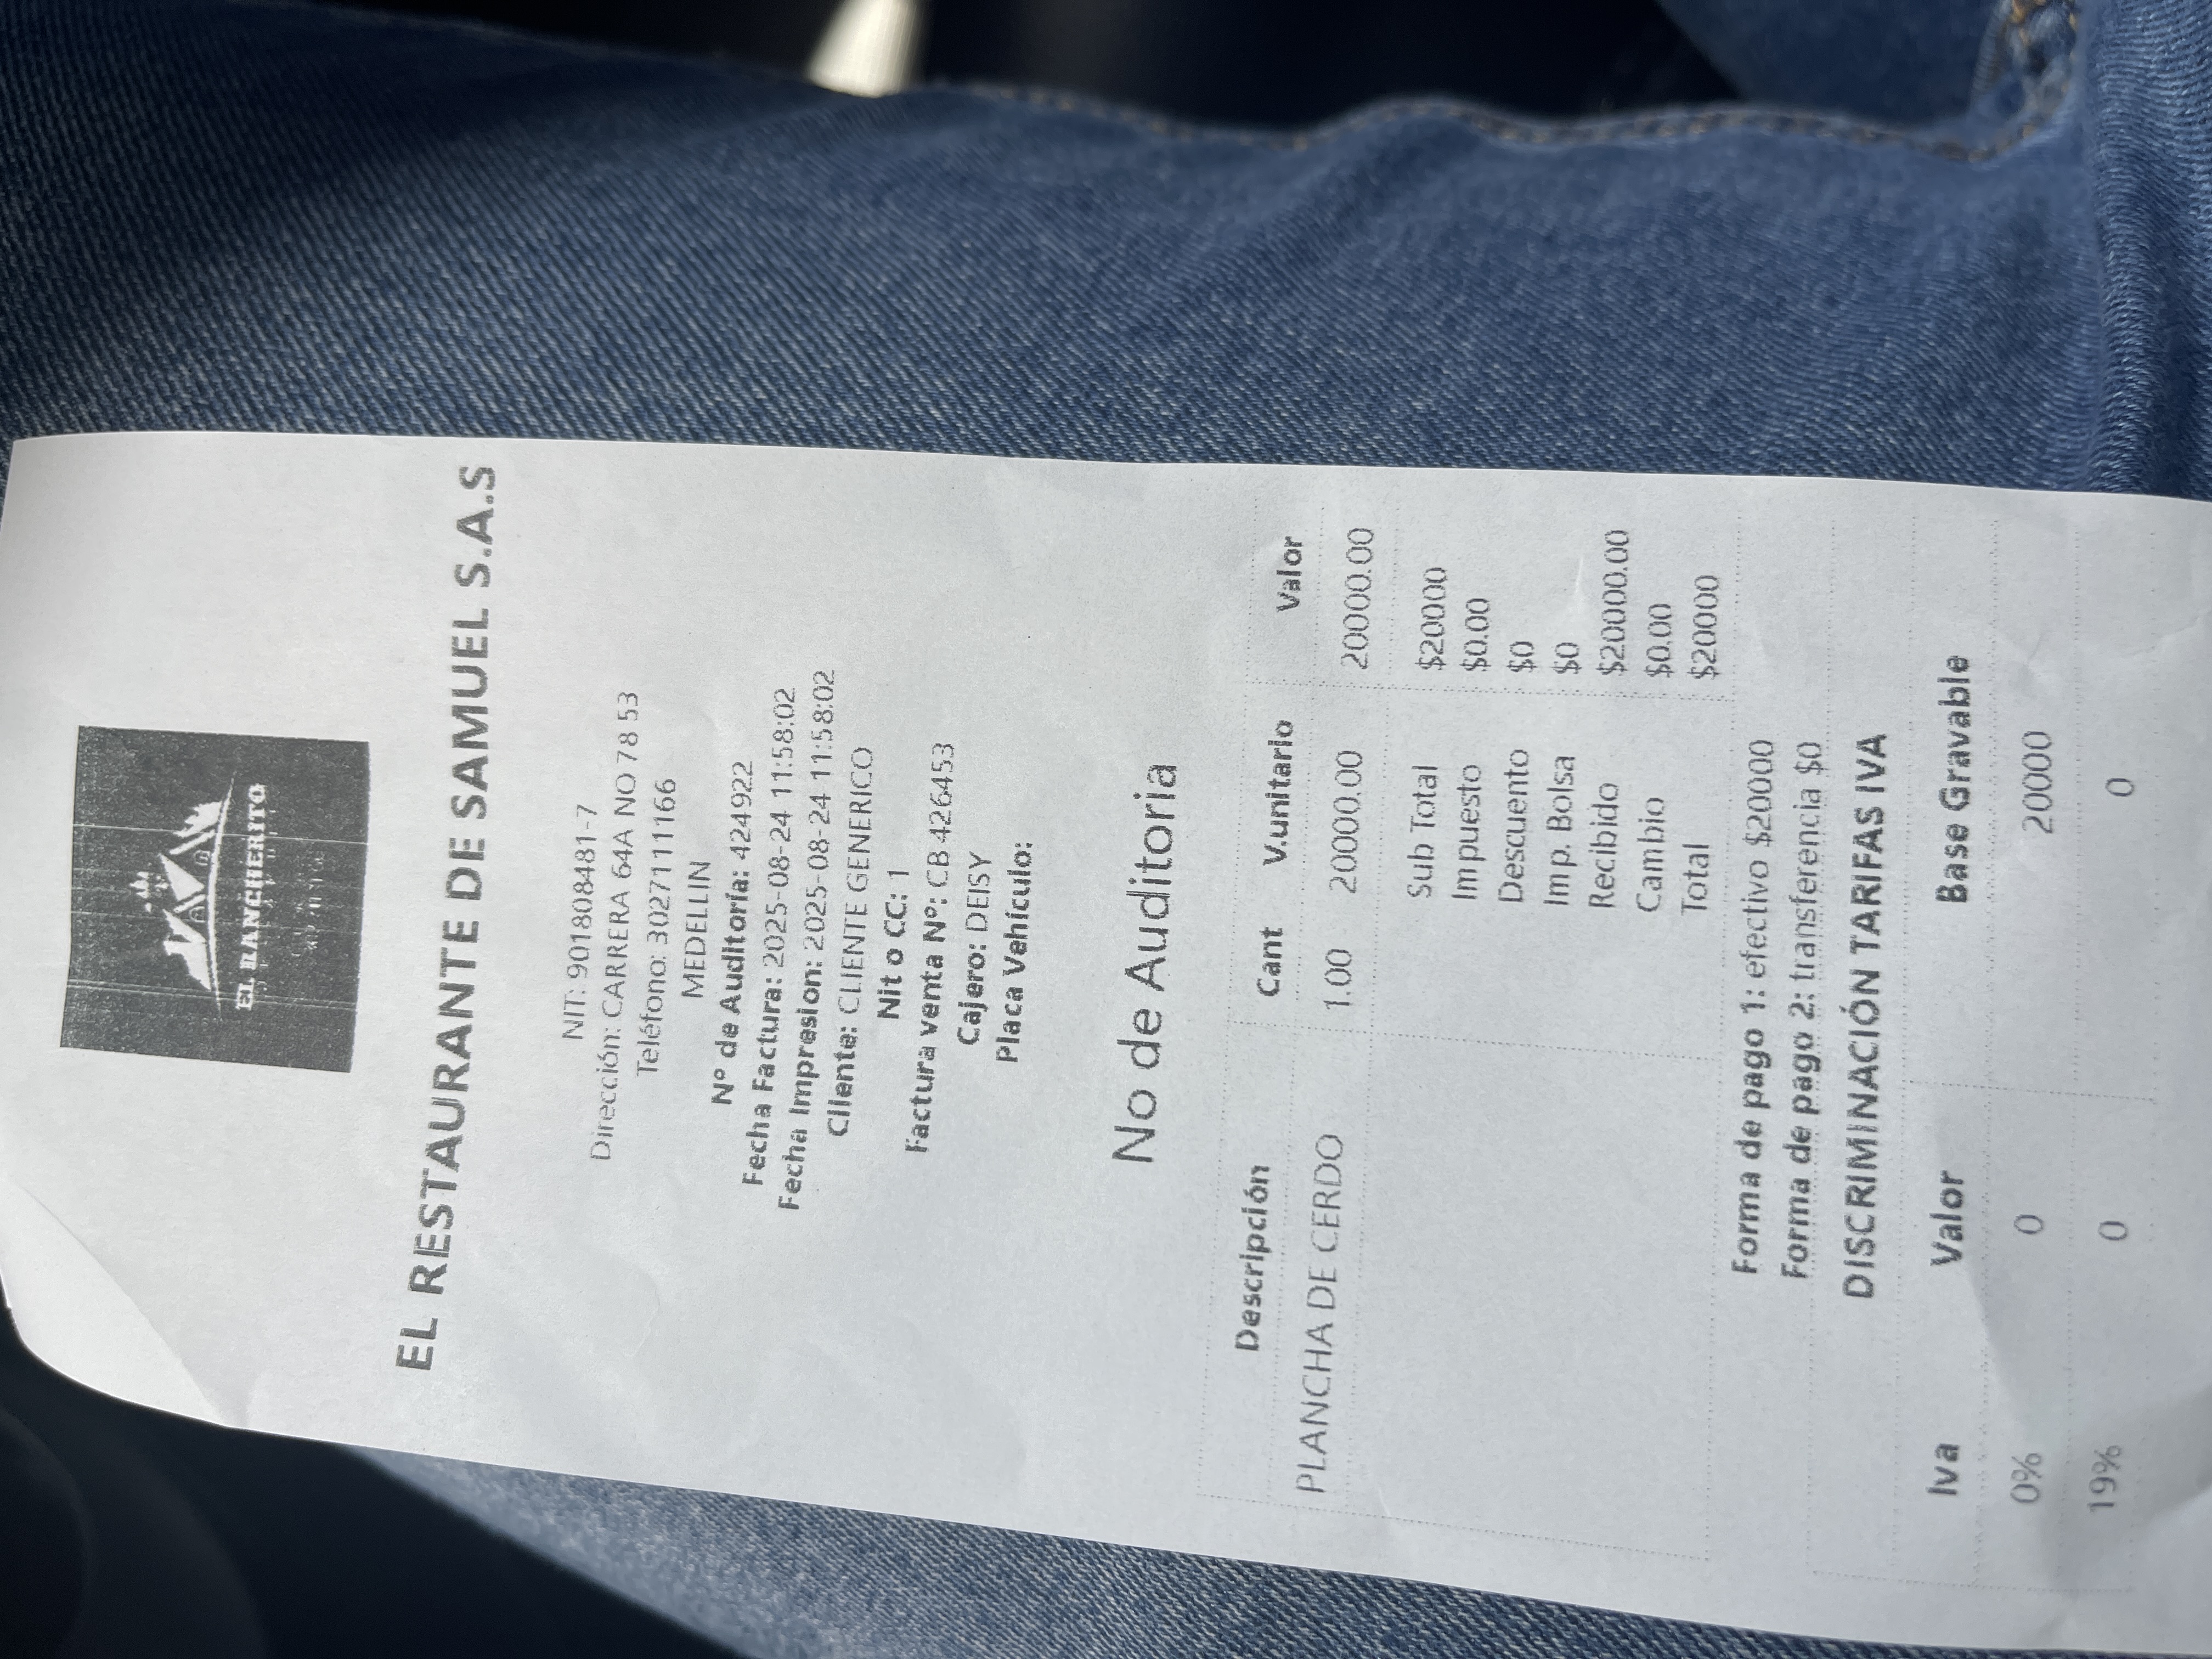 EL RANCHERITO
EL RESTAURANTE DE SAMUEL S.A.S
NIT: 901808481-7
Dirección: CARRERA 64A NO 78 53
Teléfono: 3027111166
MEDELLIN
Nº de Auditoría: 424922
Fecha Factura: 2025-08-24 11:58:02
Fecha Impresion: 2025-08-24 11:58:02
Cliente: CLIENTE GENERICO
Nit o CC: 1
Factura venta Nº: CB 426453
Cajero: DEISY
Placa Vehículo:
No de Auditoria
Descripción Cant V.unitario Valor
PLANCHA DE CERDO 1.00 20000.00 20000.00
Sub Total $20000
Impuesto $0.00
Descuento $0
Imp. Bolsa $0
Recibido $20000.00
Cambio $0.00
Total $20000
Forma de pago 1: efectivo $20000
Forma de pago 2: transferencia $0
DISCRIMINACIÓN TARIFAS IVA
Iva Valor Base Gravable
0% 0 20000
19% 0 0